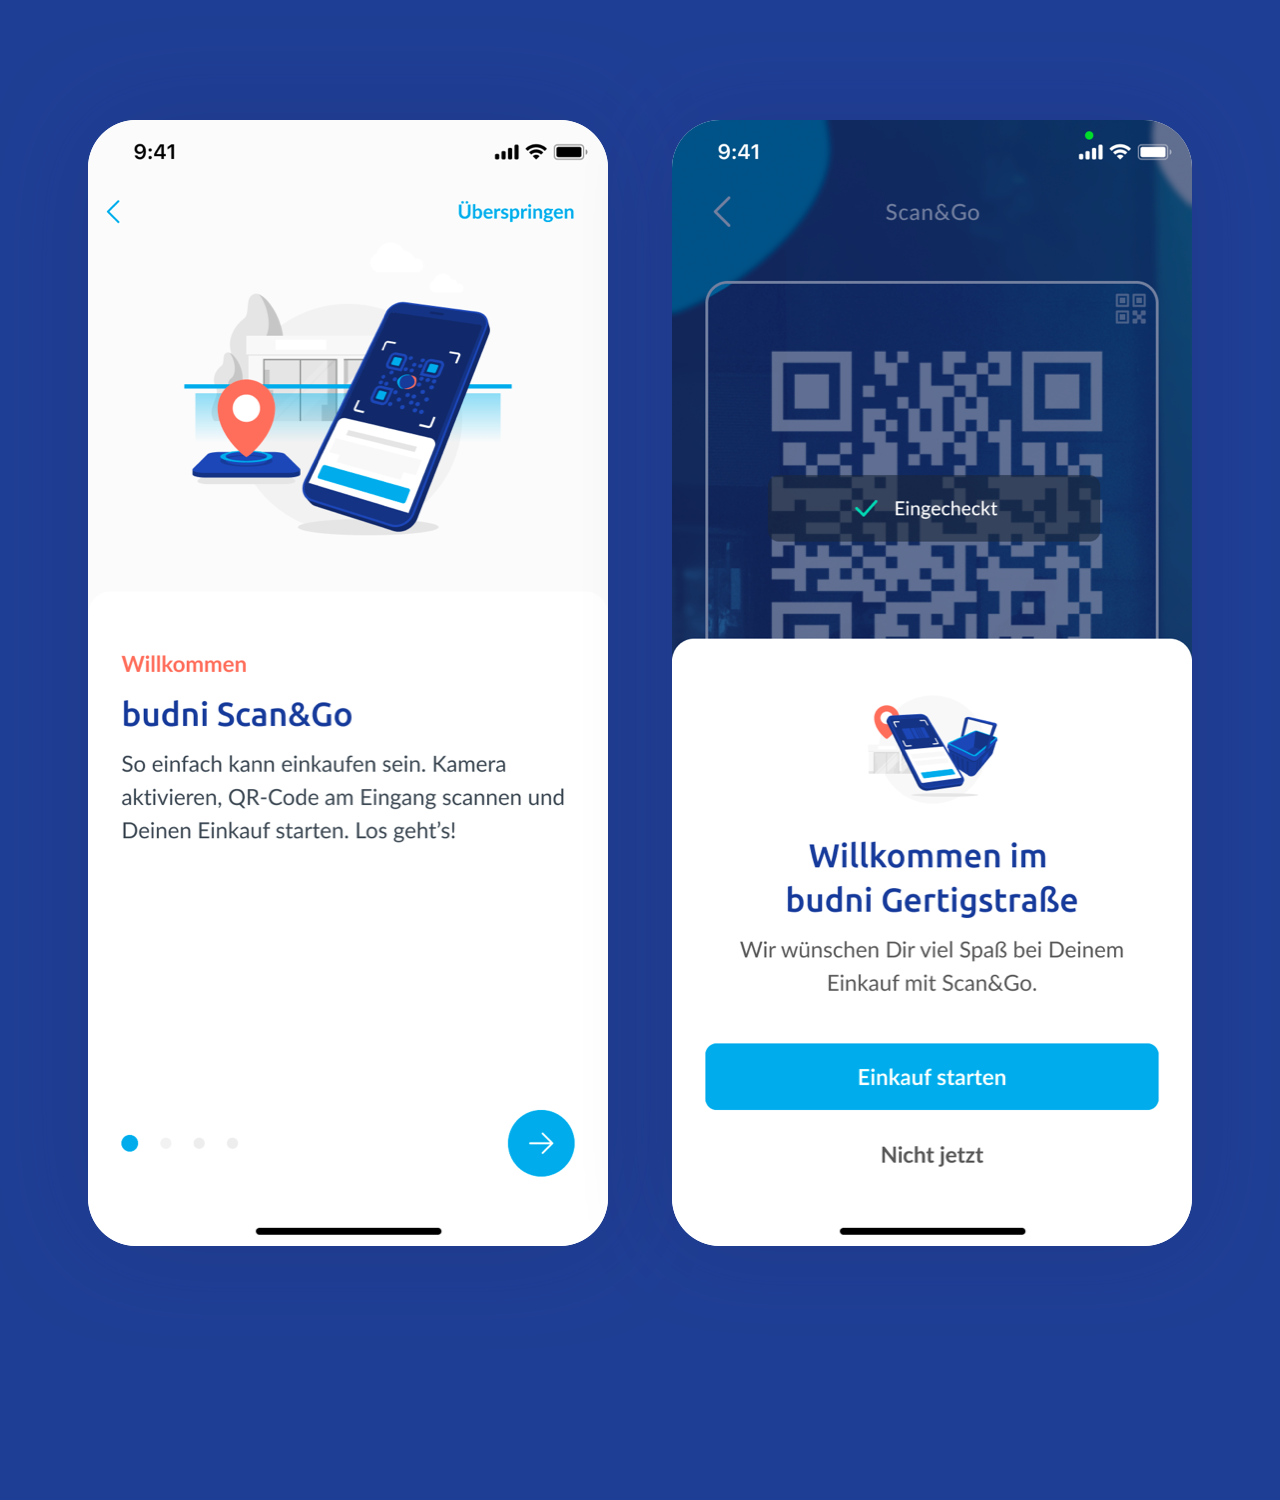 9:41
Überspringen
Willkommen
budni Scan&Go
So einfach kann einkaufen sein. Kamera
aktivieren, QR-Code am Eingang scannen und
Deinen Einkauf starten. Los geht’s!
9:41
Scan&Go
Eingecheckt
Willkommen im
budni Gertigstraße
Wir wünschen Dir viel Spaß bei Deinem
Einkauf mit Scan&Go.
Einkauf starten
Nicht jetzt